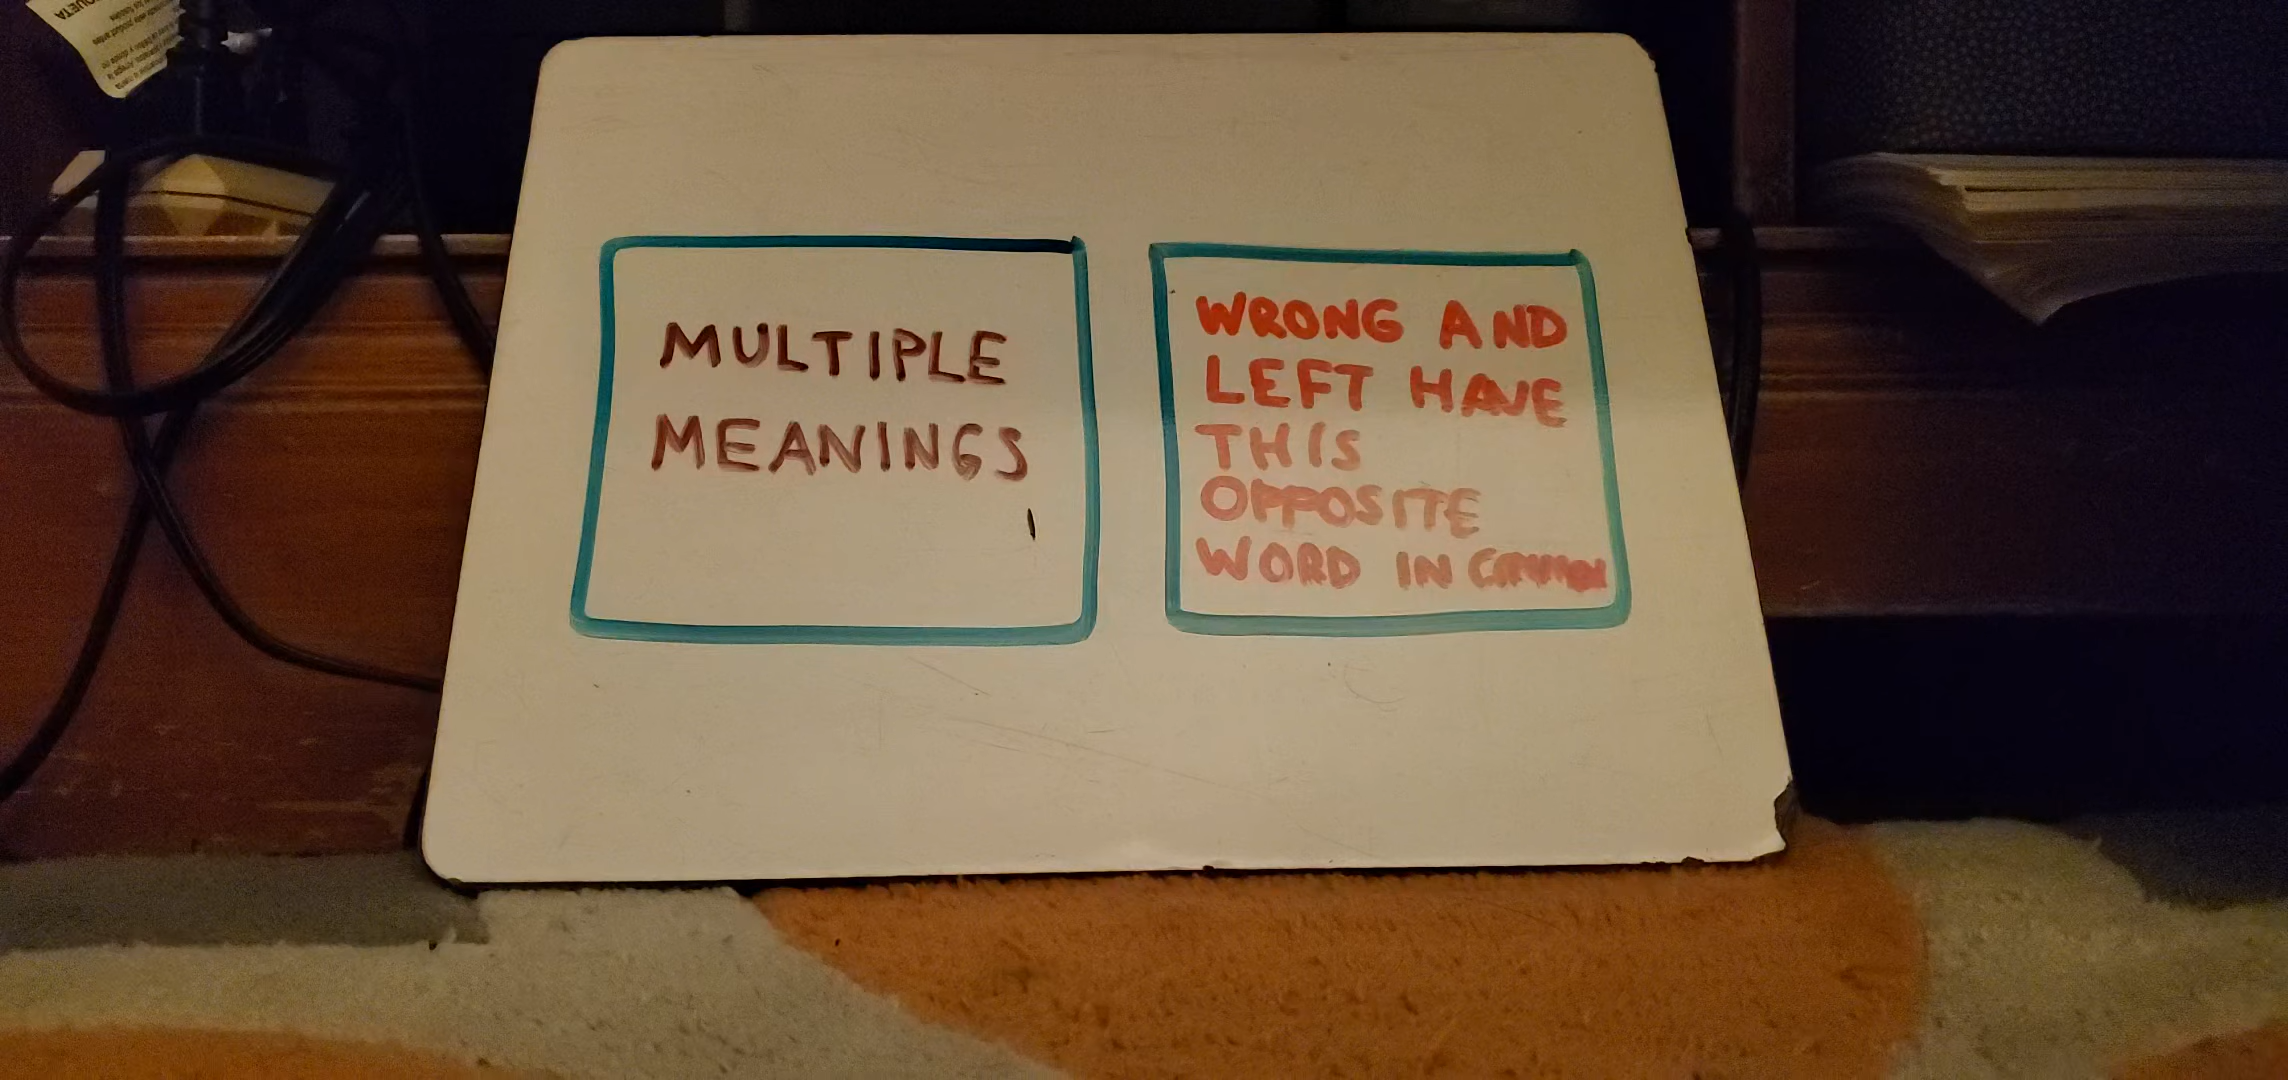 MULTIPLE
MEANINGS
WRONG AND
LEFT HAVE
THIS
OPPOSITE
WORD IN COMMON